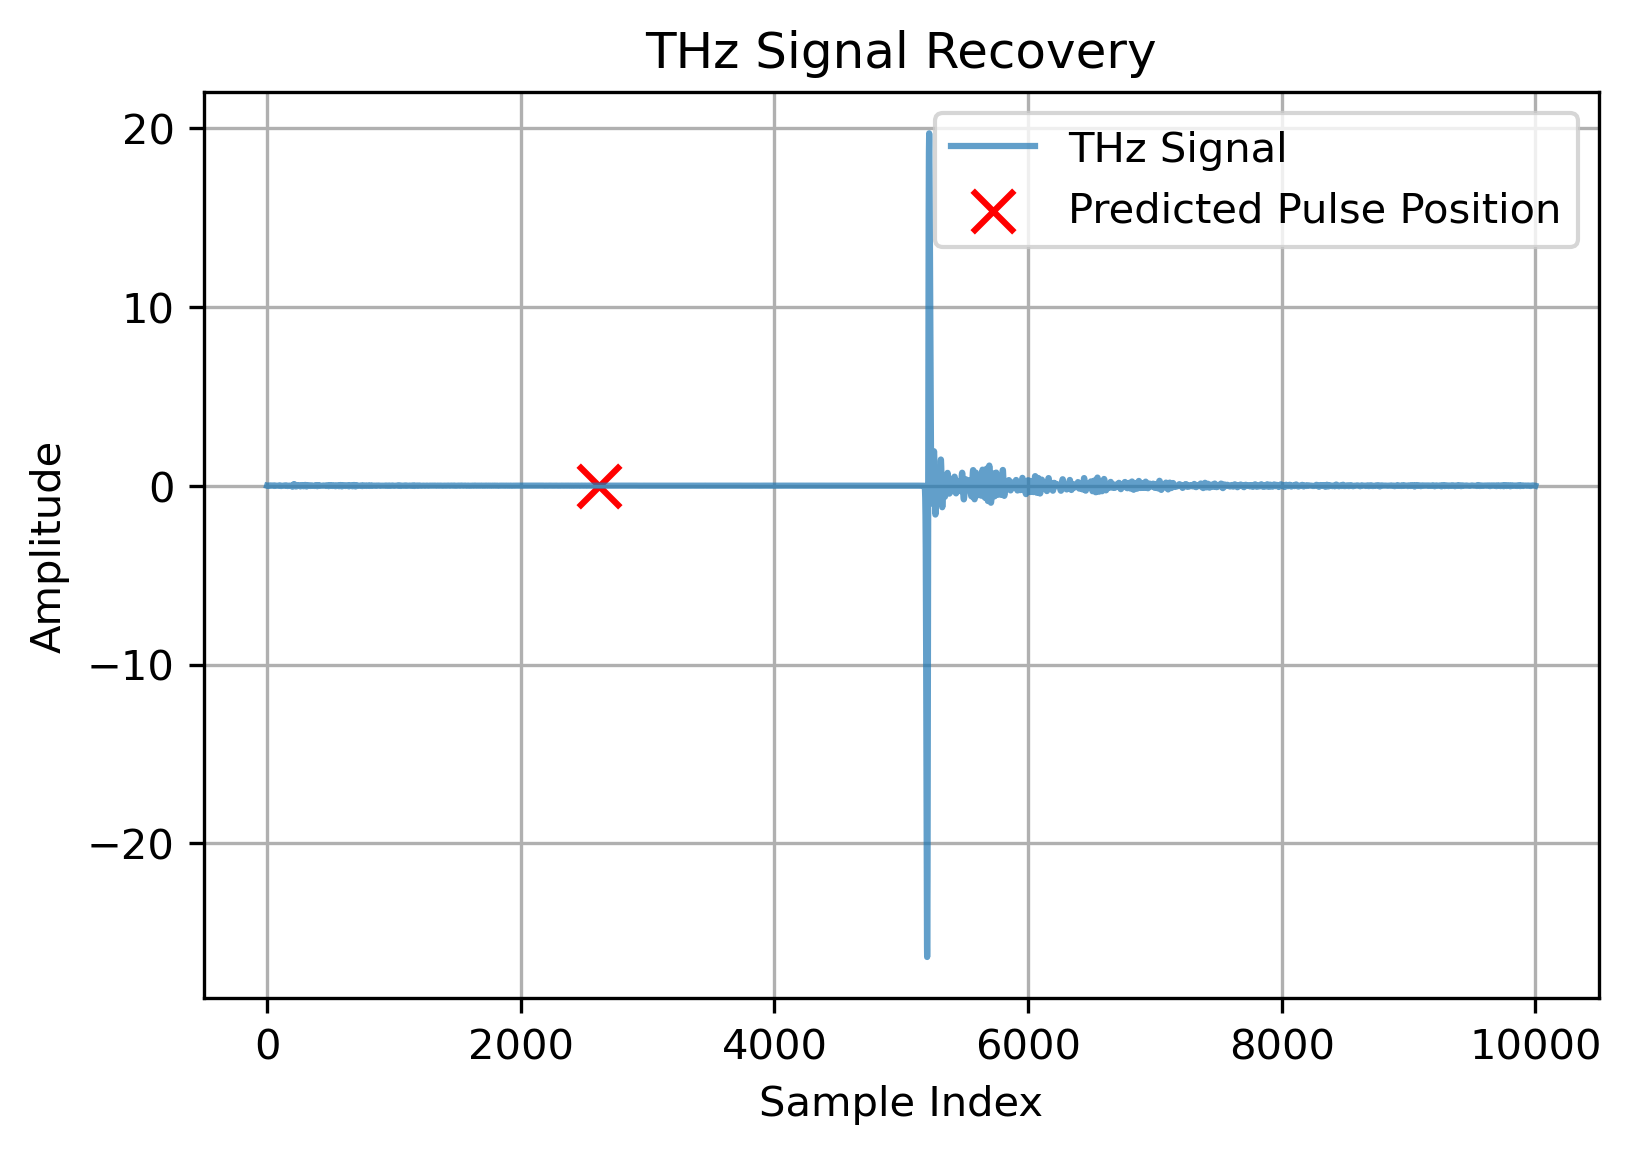 THz Signal Recovery
20
10
0
−10
−20
Amplitude
THz Signal
Predicted Pulse Position
0
2000
4000
6000
8000
10000
Sample Index